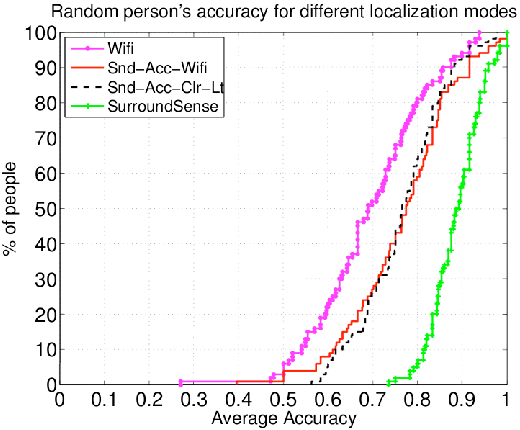 Random person's accuracy for different localization modes
Wifi
Snd-Acc-Wifi
Snd-Acc-Clr-Lt
SurroundSense
100
90
80
70
60
50
40
30
20
10
0
% of people
0 0.1 0.2 0.3 0.4 0.5 0.6 0.7 0.8 0.9 1
Average Accuracy